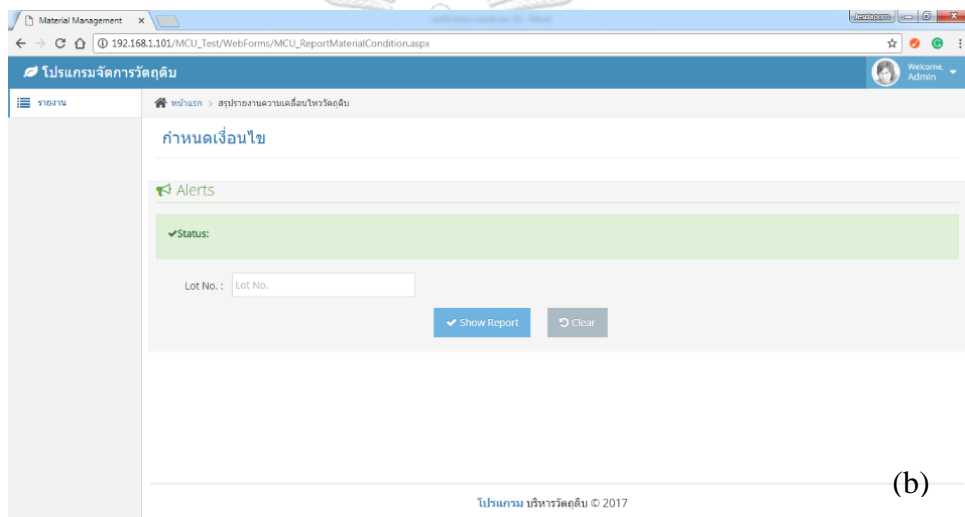 Material Management
192.168.1.101/MCU_Test/WebForms/MCU_ReportMaterialCondition.aspx
โปรแกรมจัดการวัตถุดิบ
Welcome,
Admin
รายงาน
หน้าแรก > สรุปรายงานความเคลื่อนไหววัตถุดิบ
กำหนดเงื่อนไข
Alerts
Status:
Lot No. : Lot No.
Show Report Clear
(b)
โปรแกรม บริหารวัตถุดิบ © 2017